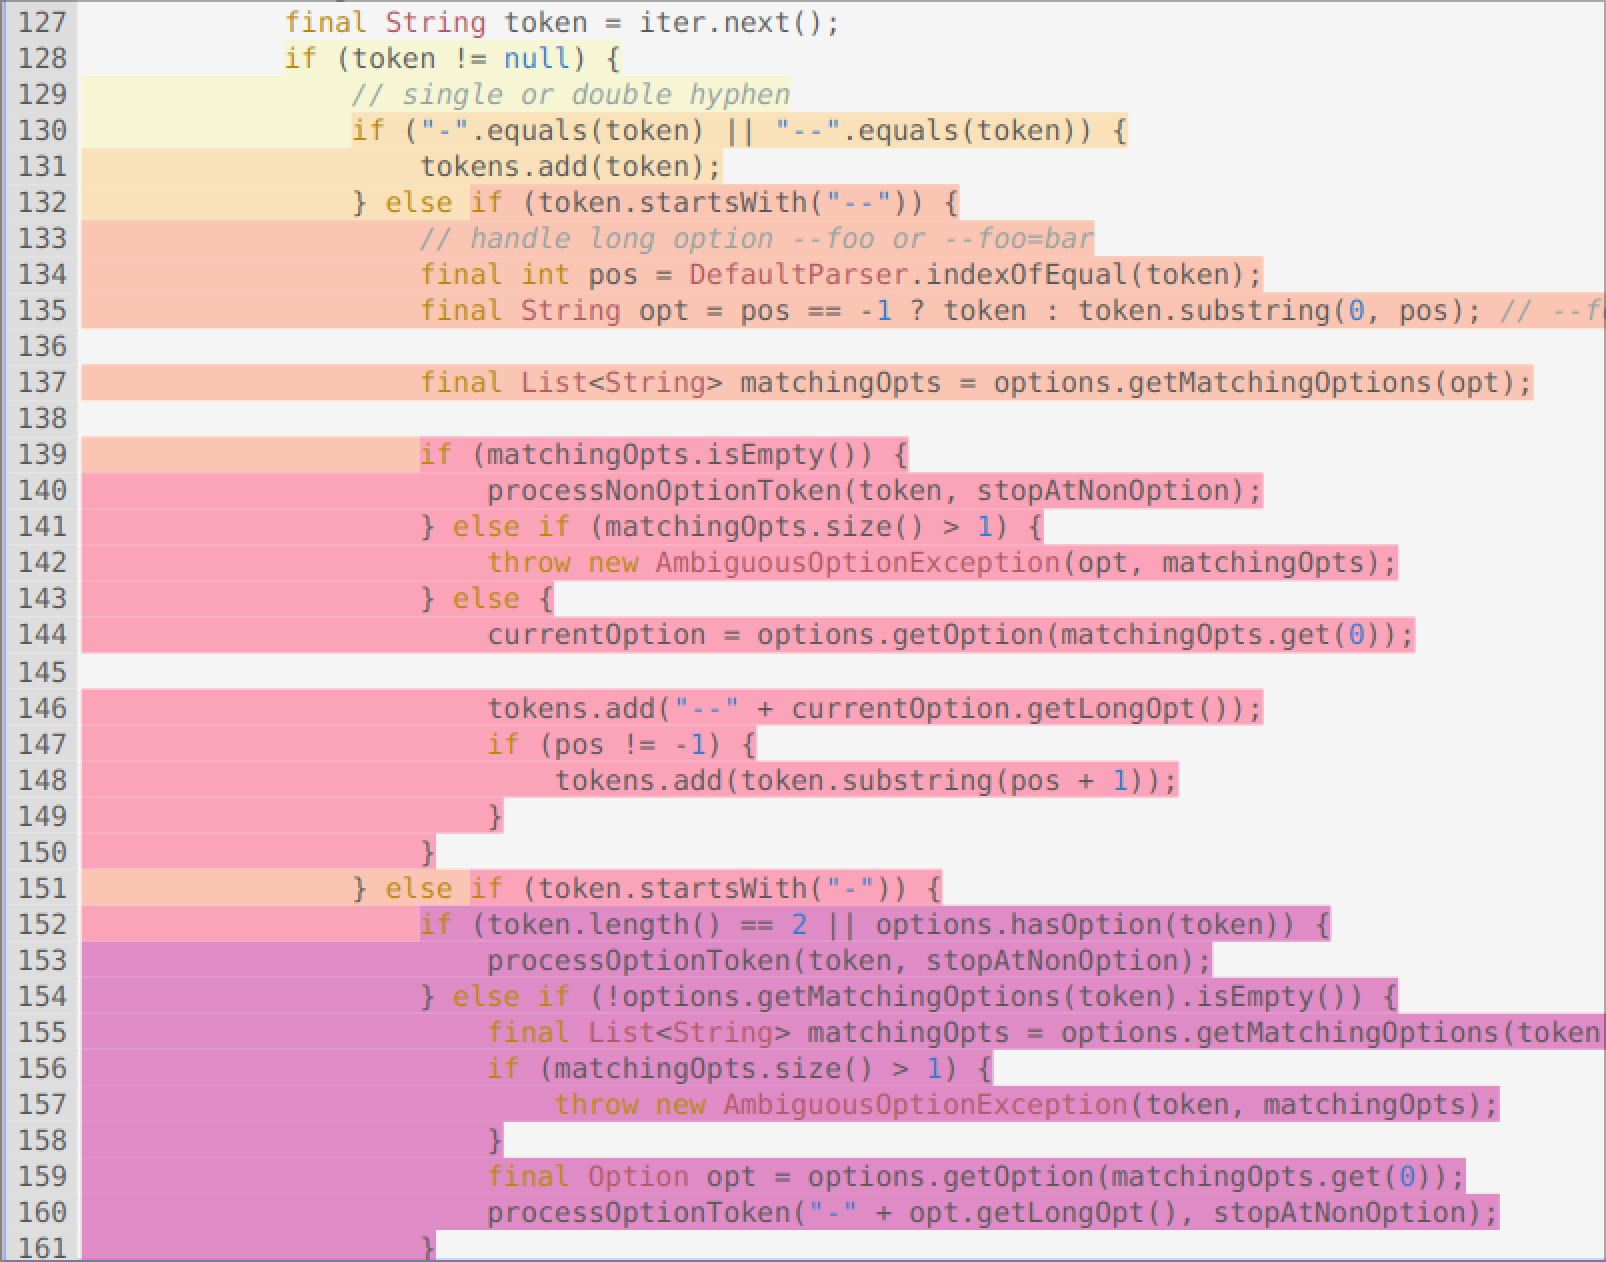 127 final String token = iter.next();
128 if (token != null) {
129 // single or double hyphen
130 if ("-".equals(token) || "--".equals(token)) {
131 tokens.add(token);
132 } else if (token.startsWith("--")) {
133 // handle long option --foo or --foo=bar
134 final int pos = DefaultParser.indexOfEqual(token);
135 final String opt = pos == -1 ? token : token.substring(0, pos); // --f
136
137 final List<String> matchingOpts = options.getMatchingOptions(opt);
138
139 if (matchingOpts.isEmpty()) {
140 processNonOptionToken(token, stopAtNonOption);
141 } else if (matchingOpts.size() > 1) {
142 throw new AmbiguousOptionException(opt, matchingOpts);
143 } else {
144 currentOption = options.getOption(matchingOpts.get(0));
145
146 tokens.add("--" + currentOption.getLongOpt());
147 if (pos != -1) {
148 tokens.add(token.substring(pos + 1));
149 }
150 }
151 } else if (token.startsWith("-")) {
152 if (token.length() == 2 || options.hasOption(token)) {
153 processOptionToken(token, stopAtNonOption);
154 } else if (!options.getMatchingOptions(token).isEmpty()) {
155 final List<String> matchingOpts = options.getMatchingOptions(token
156 if (matchingOpts.size() > 1) {
157 throw new AmbiguousOptionException(token, matchingOpts);
158 }
159 final Option opt = options.getOption(matchingOpts.get(0));
160 processOptionToken("-" + opt.getLongOpt(), stopAtNonOption);
161 }